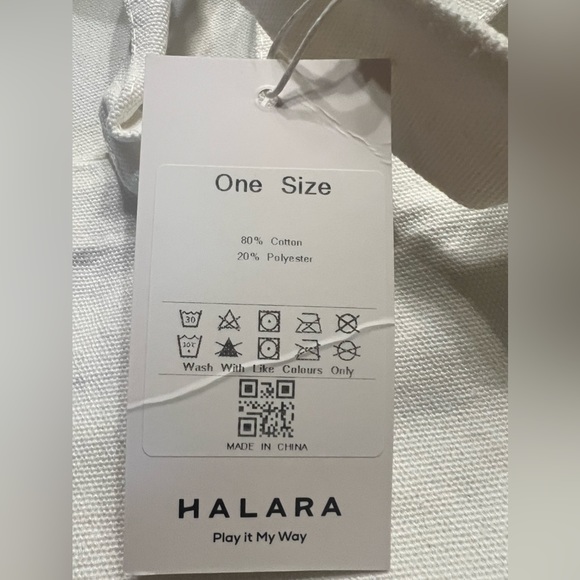 One Size
80% Cotton
20% Polyester
30
Wash With Like Colours Only
MADE IN CHINA
HALARA
Play it My Way